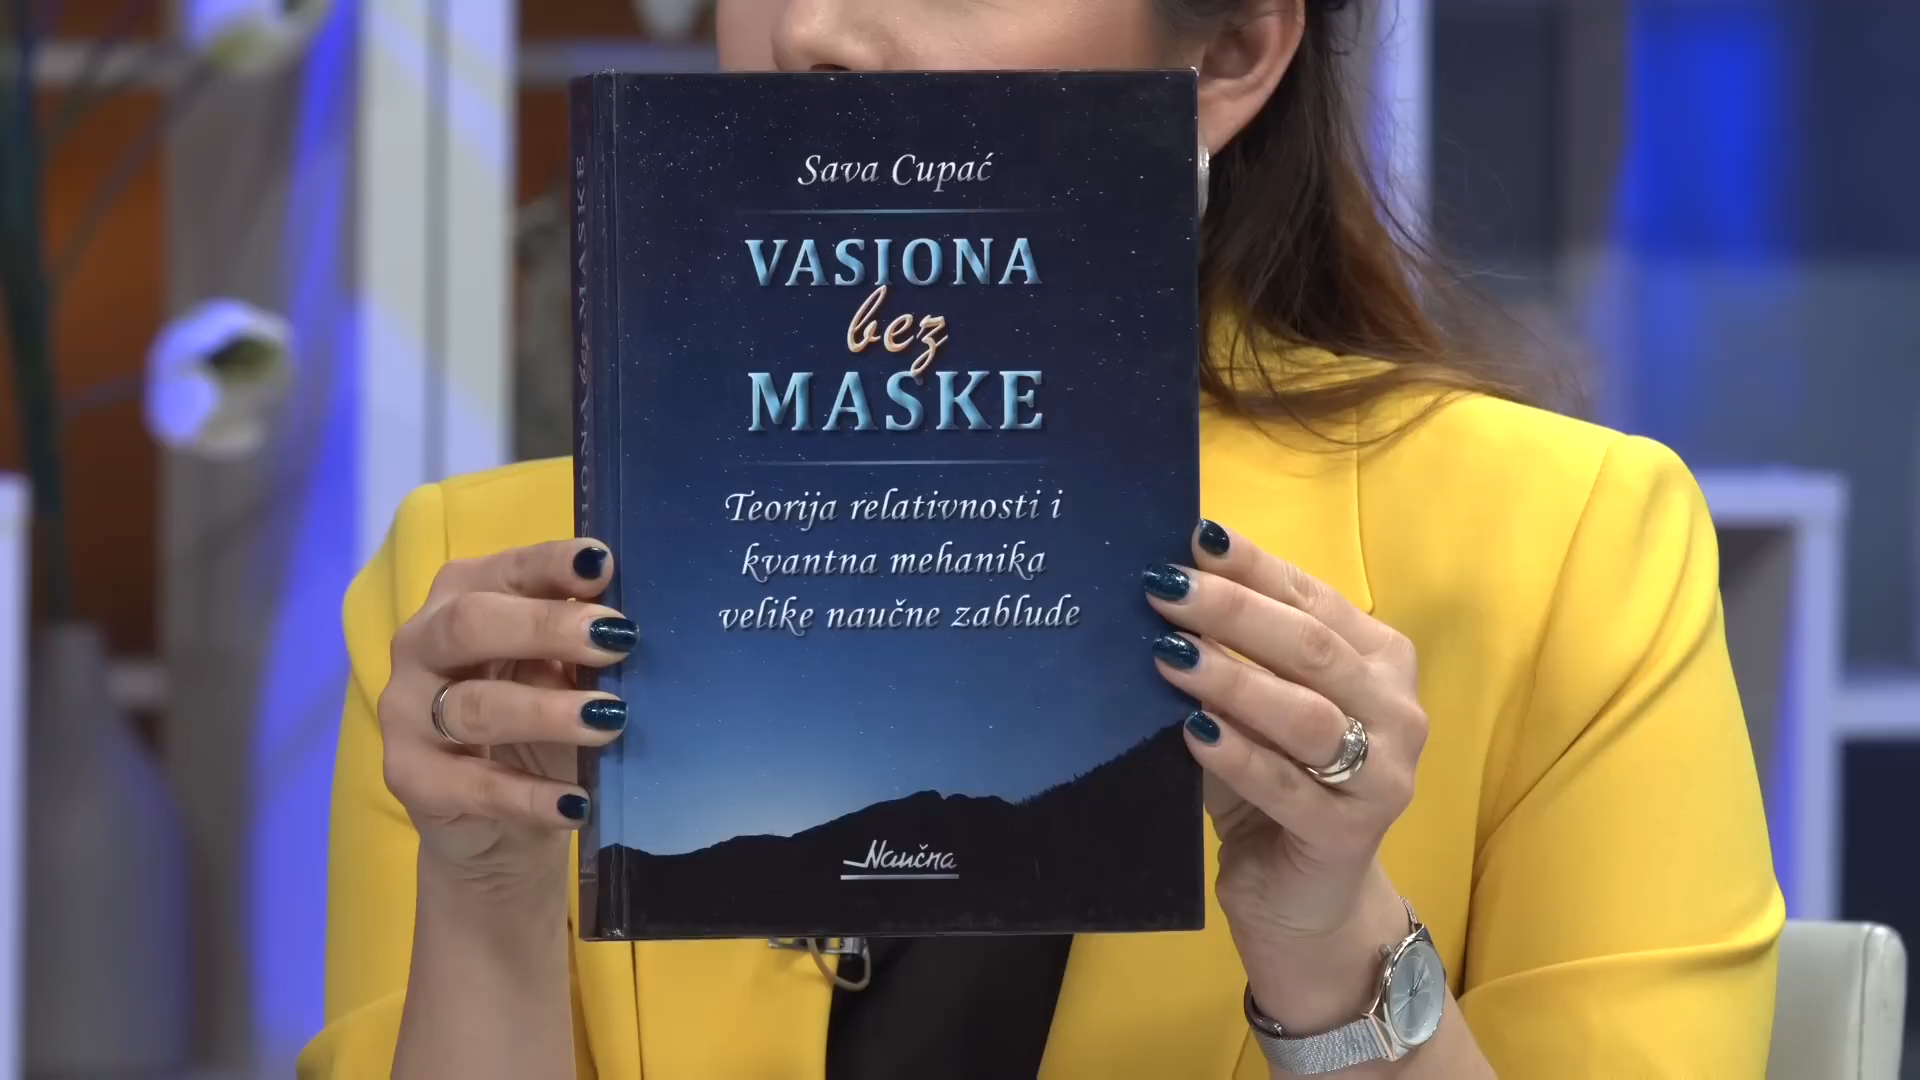 Sava Cupać
VASIONA
bez
MASKE
Teorija relativnosti i
kvantna mehanika
velike naučne zablude
Naučna
VASIONA bez MASKE